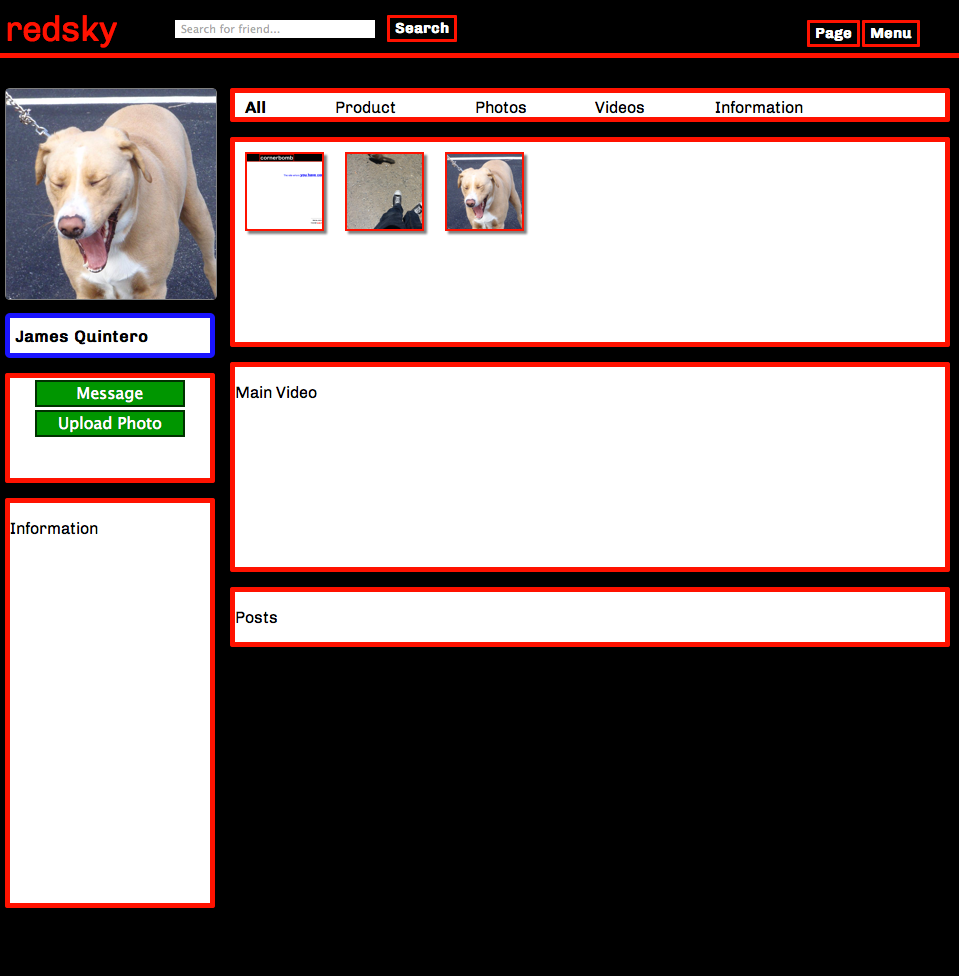 redsky
Search for friend...
Search
Page
Menu
All
Product
Photos
Videos
Information
cornerbomb
James Quintero
Message
Upload Photo
Information
Main Video
Posts